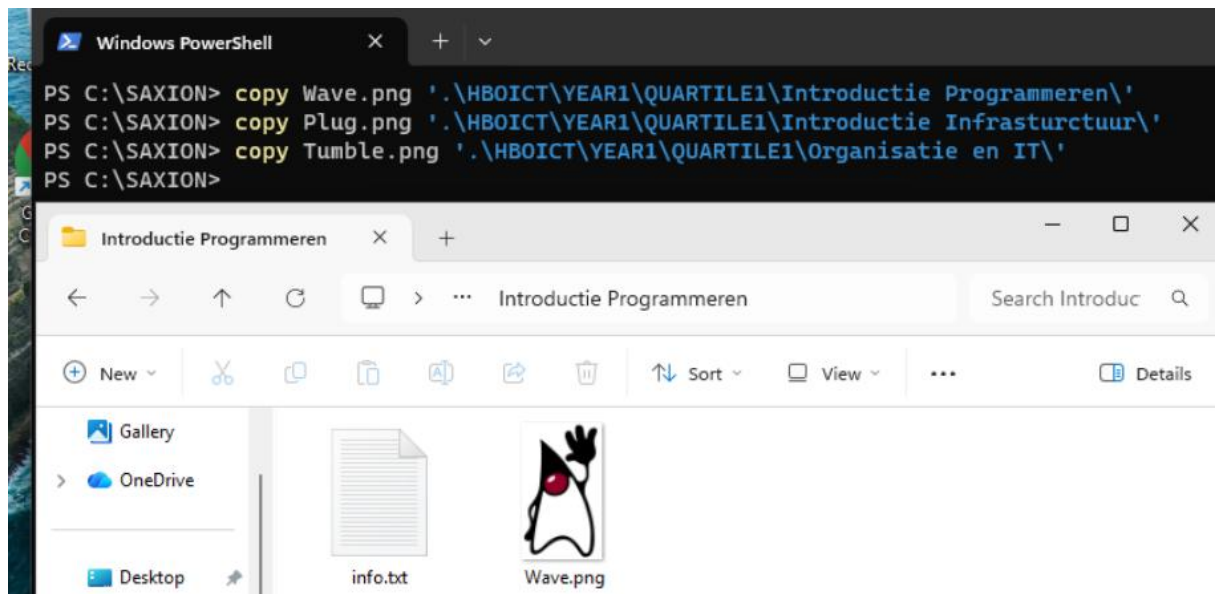 Rec
Windows PowerShell
PS C:\SAXION> copy Wave.png '.\HBOICT\YEAR1\QUARTILE1\Introductie Programmeren\'
PS C:\SAXION> copy Plug.png '.\HBOICT\YEAR1\QUARTILE1\Introductie Infrasturctuur\'
PS C:\SAXION> copy Tumble.png '.\HBOICT\YEAR1\QUARTILE1\Organisatie en IT\'
PS C:\SAXION>
G
C
Introductie Programmeren
Introductie Programmeren
Search Introduc
New
Sort
View
Details
Gallery
OneDrive
Desktop
info.txt
Wave.png